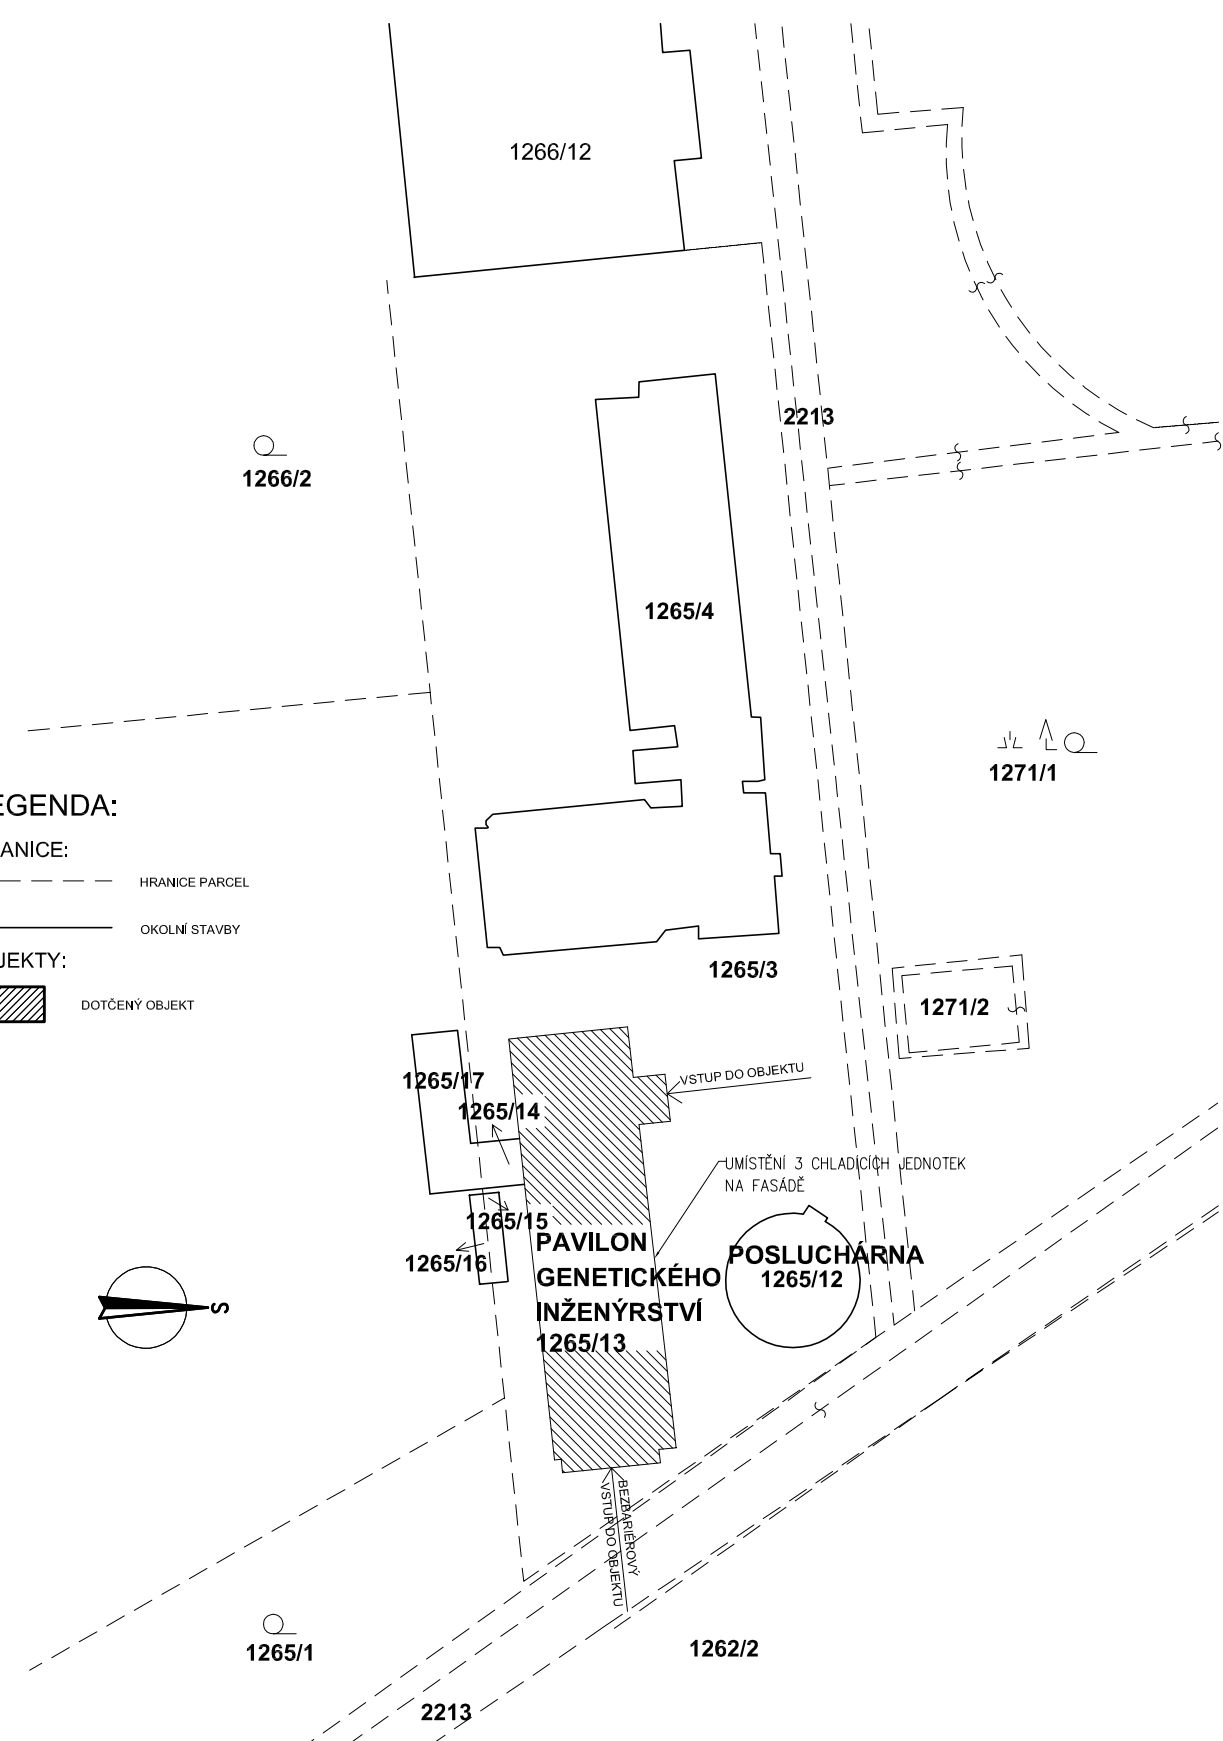 1266/12
2213
1266/2
1265/4
1271/1
EGENDA:
ANICE:
HRANICE PARCEL
OKOLNÍ STAVBY
JEKTY:
DOTČENÝ OBJEKT
1265/3
1271/2
1265/17
VSTUP DO OBJEKTU
1265/14
UMÍSTĚNÍ 3 CHLADÍCÍCH JEDNOTEK
NA FASÁDĚ
1265/15
1265/16
PAVILON
GENETICKÉHO
INŽENÝRSTVÍ
1265/13
POSLUCHÁRNA
1265/12
S
BEZBARIÉROVÝ
VSTUP DO OBJEKTU
1265/1
1262/2
2213